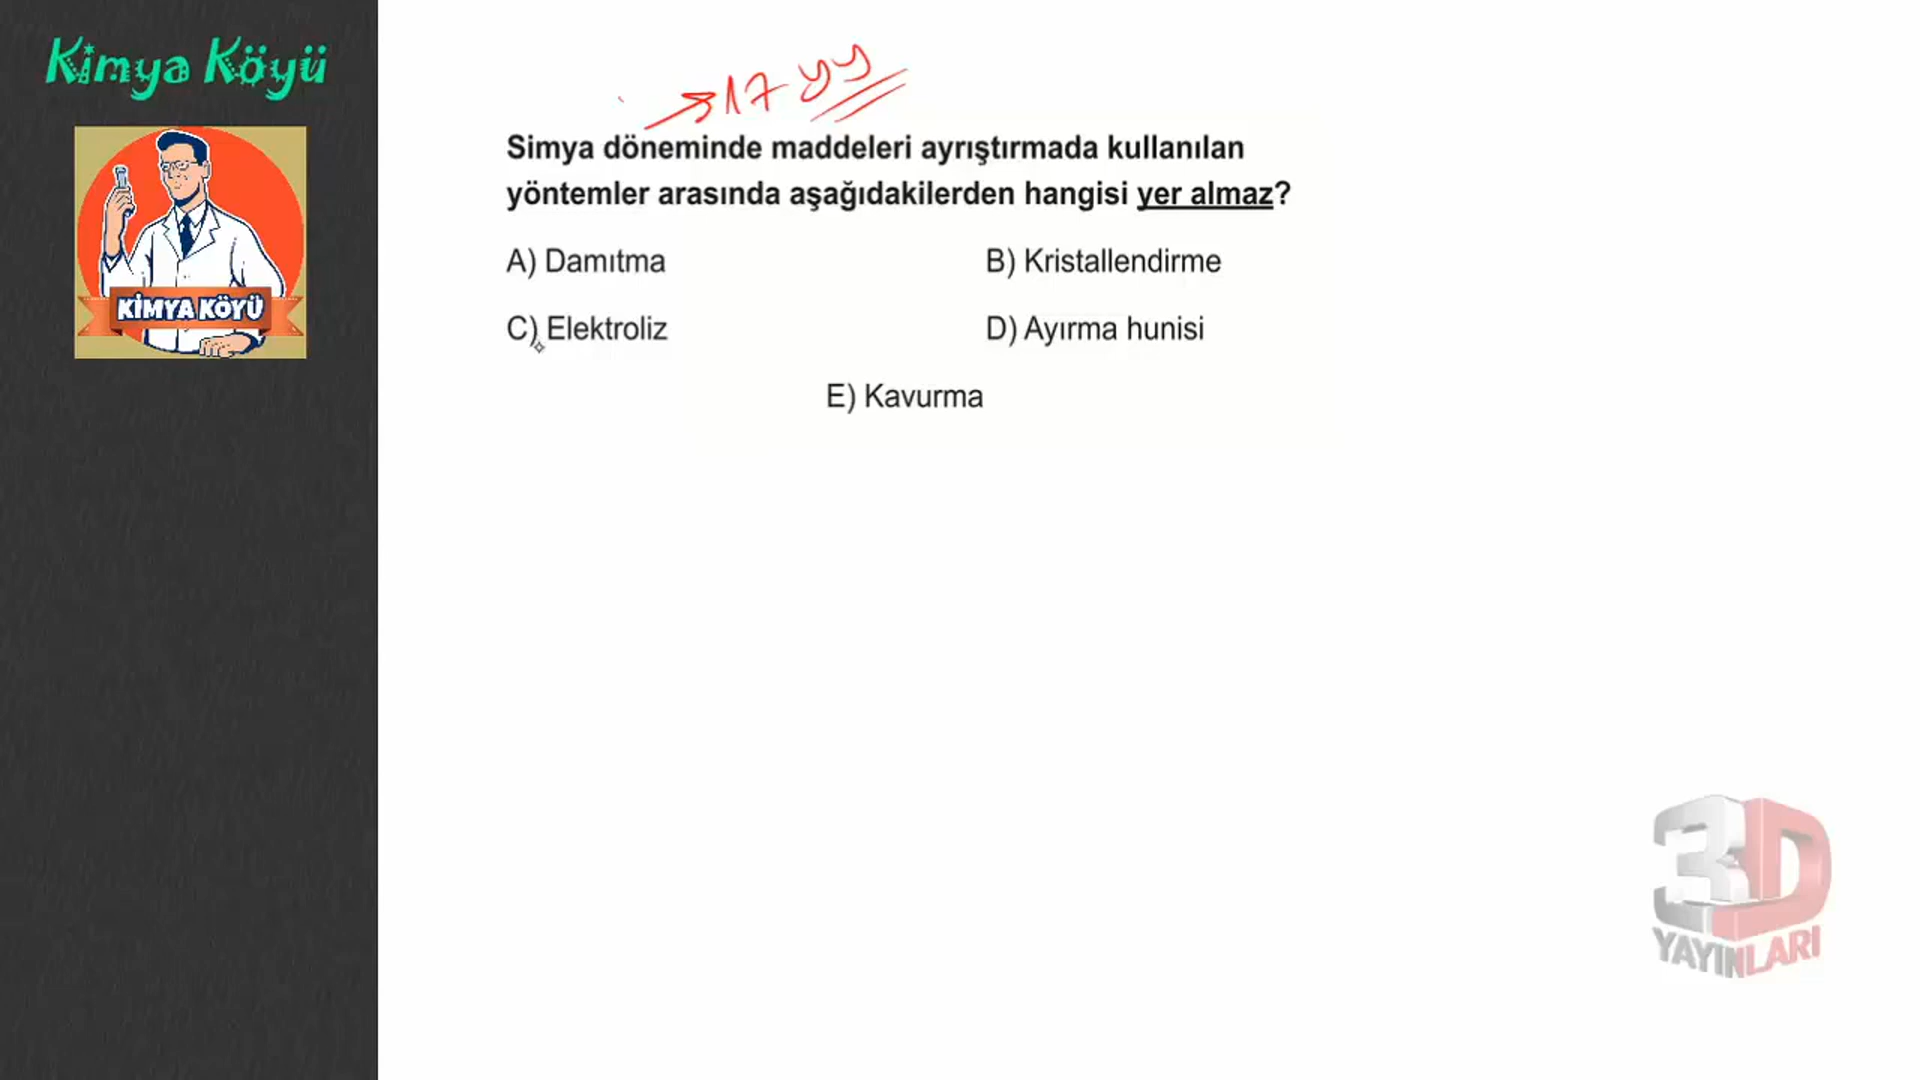 Kimya Köyü
KİMYA KÖYÜ
17 yy
Simya döneminde maddeleri ayrıştırmada kullanılan
yöntemler arasında aşağıdakilerden hangisi yer almaz?
A) Damıtma
B) Kristallendirme
C) Elektroliz
D) Ayırma hunisi
E) Kavurma
3D
YAYINLARI